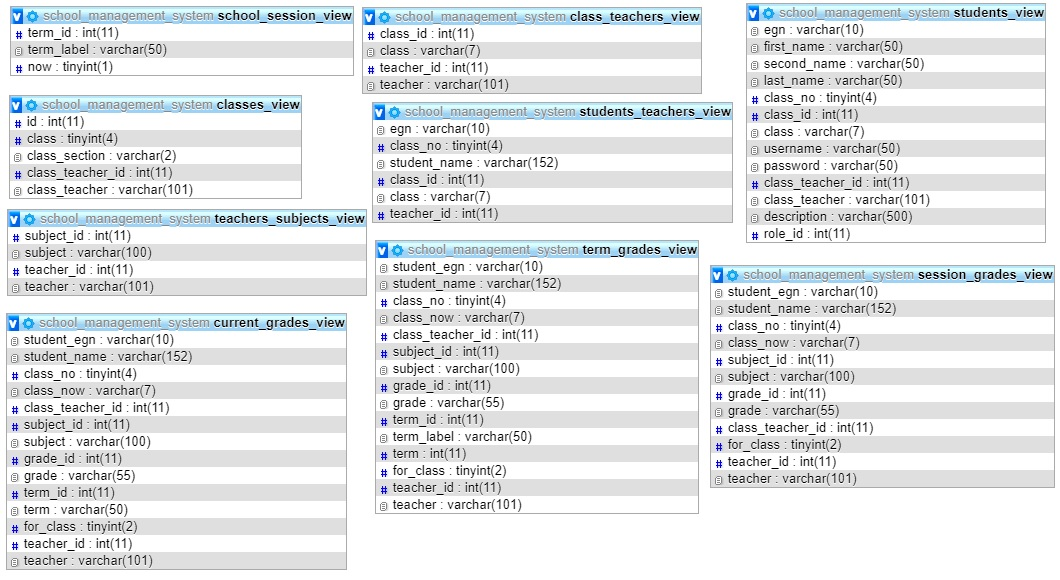 school_management_system school_session_view
term_id : int(11)
term_label : varchar(50)
now : tinyint(1)
school_management_system class_teachers_view
class_id : int(11)
class : varchar(7)
teacher_id : int(11)
teacher : varchar(101)
school_management_system students_view
egn : varchar(10)
first_name : varchar(50)
second_name : varchar(50)
last_name : varchar(50)
class_no : tinyint(4)
class_id : int(11)
class : varchar(7)
username : varchar(50)
password : varchar(50)
class_teacher_id : int(11)
class_teacher : varchar(101)
description : varchar(500)
role_id : int(11)
school_management_system classes_view
id : int(11)
class : tinyint(4)
class_section : varchar(2)
class_teacher_id : int(11)
class_teacher : varchar(101)
school_management_system students_teachers_view
egn : varchar(10)
class_no : tinyint(4)
student_name : varchar(152)
class_id : int(11)
class : varchar(7)
teacher_id : int(11)
school_management_system teachers_subjects_view
subject_id : int(11)
subject : varchar(100)
teacher_id : int(11)
teacher : varchar(101)
school_management_system term_grades_view
student_egn : varchar(10)
student_name : varchar(152)
class_no : tinyint(4)
class_now : varchar(7)
class_teacher_id : int(11)
subject_id : int(11)
subject : varchar(100)
grade_id : int(11)
grade : varchar(55)
term_id : int(11)
term_label : varchar(50)
term : int(11)
for_class : tinyint(2)
teacher_id : int(11)
teacher : varchar(101)
school_management_system session_grades_view
student_egn : varchar(10)
student_name : varchar(152)
class_no : tinyint(4)
class_now : varchar(7)
subject_id : int(11)
subject : varchar(100)
grade_id : int(11)
grade : varchar(55)
class_teacher_id : int(11)
for_class : tinyint(2)
teacher_id : int(11)
teacher : varchar(101)
school_management_system current_grades_view
student_egn : varchar(10)
student_name : varchar(152)
class_no : tinyint(4)
class_now : varchar(7)
class_teacher_id : int(11)
subject_id : int(11)
subject : varchar(100)
grade_id : int(11)
grade : varchar(55)
term_id : int(11)
term : varchar(50)
for_class : tinyint(2)
teacher_id : int(11)
teacher : varchar(101)